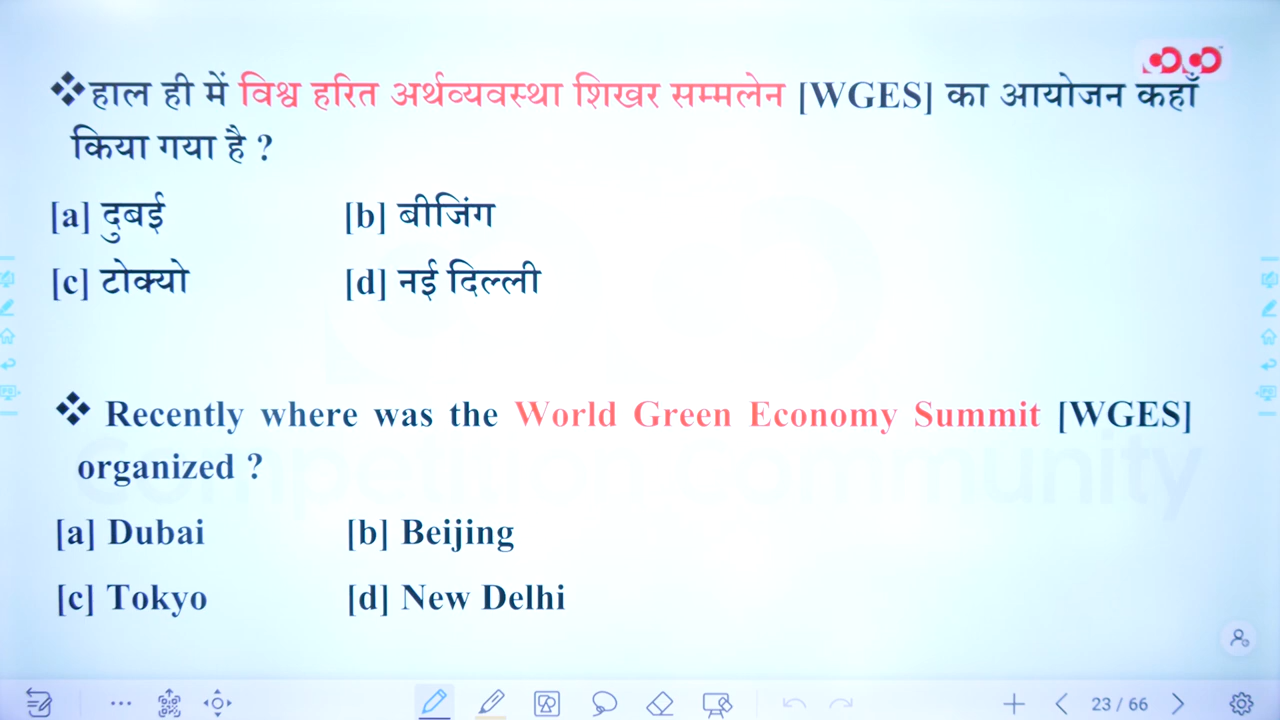 ❖हाल ही में विश्व हरित अर्थव्यवस्था शिखर सम्मलेन [WGES] का आयोजन कहाँ
किया गया है ?
[a] दुबई [b] बीजिंग
[c] टोक्यो [d] नई दिल्ली
❖ Recently where was the World Green Economy Summit [WGES]
organized ?
[a] Dubai [b] Beijing
[c] Tokyo [d] New Delhi
Competition Community
23 / 66